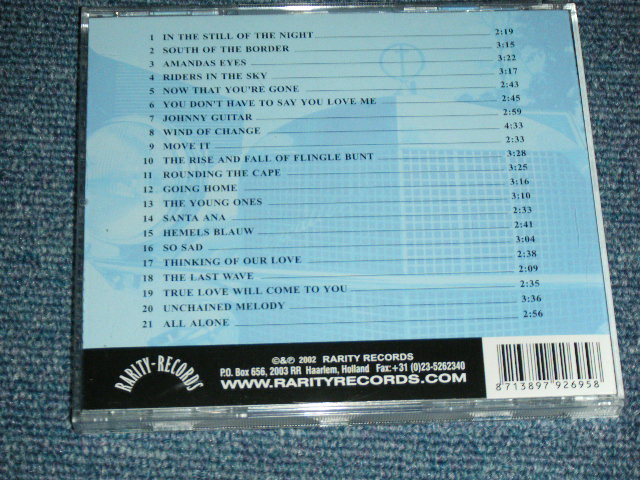 1 IN THE STILL OF THE NIGHT 2:19
2 SOUTH OF THE BORDER 3:15
3 AMANDAS EYES 3:22
4 RIDERS IN THE SKY 3:17
5 NOW THAT YOU'RE GONE 2:43
6 YOU DON'T HAVE TO SAY YOU LOVE ME 2:45
7 JOHNNY GUITAR 2:59
8 WIND OF CHANGE 4:33
9 MOVE IT 2:33
10 THE RISE AND FALL OF FLINGLE BUNT 3:28
11 ROUNDING THE CAPE 3:25
12 GOING HOME 3:16
13 THE YOUNG ONES 3:10
14 SANTA ANA 2:33
15 HEMELS BLAUW 2:41
16 SO SAD 3:04
17 THINKING OF OUR LOVE 2:38
18 THE LAST WAVE 2:09
19 TRUE LOVE WILL COME TO YOU 2:35
20 UNCHAINED MELODY 3:36
21 ALL ALONE 2:56
RARITY-RECORDS
©&℗ 2002 RARITY RECORDS
P.O. Box 656, 2003 RR Haarlem, Holland Fax:+31 (0)23-5262340
WWW.RARITYRECORDS.COM
8713897926958